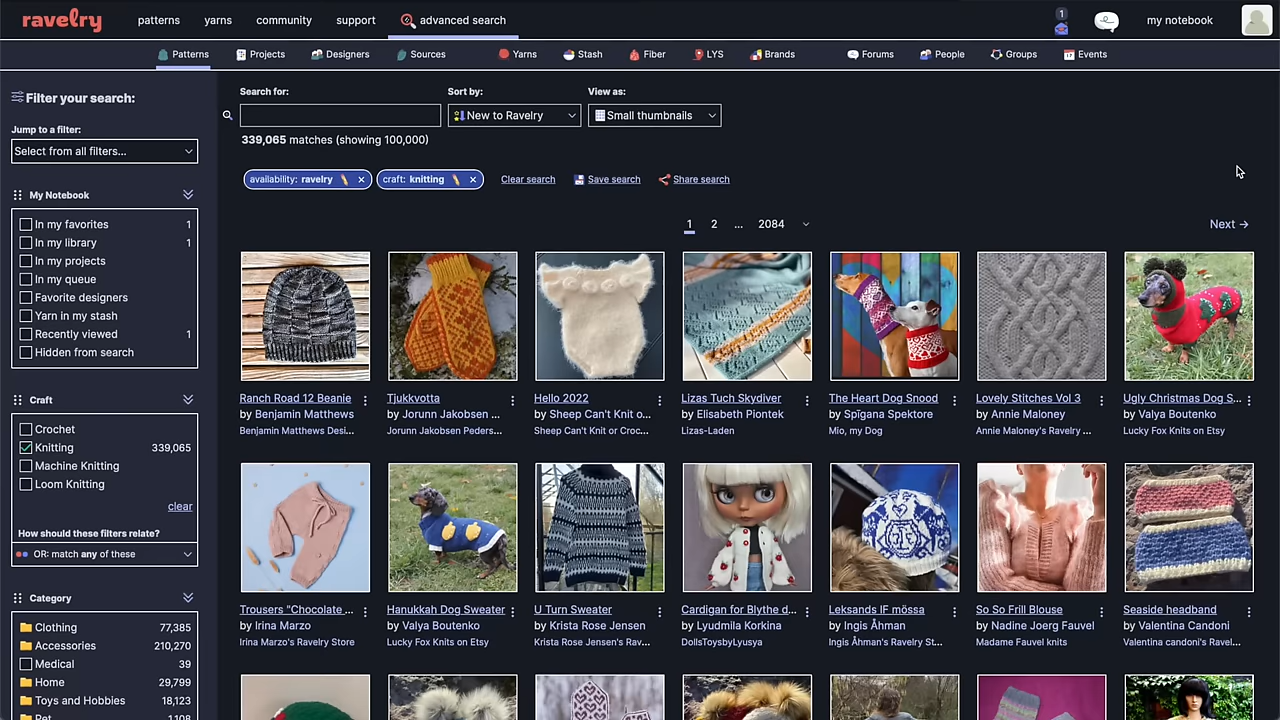 ravelry
patterns
yarns
community
support
advanced search
1
my notebook
Patterns
Projects
Designers
Sources
Yarns
Stash
Fiber
LYS
Brands
Forums
People
Groups
Events
Filter your search:
Jump to a filter:
Select from all filters...
My Notebook
In my favorites 1
In my library 1
In my projects
In my queue
Favorite designers
Yarn in my stash
Recently viewed 1
Hidden from search
Craft
Crochet
Knitting 339,065
Machine Knitting
Loom Knitting
clear
How should these filters relate?
OR: match any of these
Category
Clothing 77,385
Accessories 210,270
Medical 39
Home 29,799
Toys and Hobbies 18,123
Pet 1,108
Search for:
Sort by:
New to Ravelry
View as:
Small thumbnails
339,065 matches (showing 100,000)
availability: ravelry
craft: knitting
Clear search
Save search
Share search
1 2 ... 2084
Next →
Ranch Road 12 Beanie
by Benjamin Matthews
Benjamin Matthews Desi...
Tjukkvotta
by Jorunn Jakobsen ...
Jorunn Jakobsen Peders...
Hello 2022
by Sheep Can't Knit o...
Sheep Can't Knit or Croc...
Lizas Tuch Skydiver
by Elisabeth Piontek
Lizas-Laden
The Heart Dog Snood
by Spīgana Spektore
Mio, my Dog
Lovely Stitches Vol 3
by Annie Maloney
Annie Maloney's Ravelry ...
Ugly Christmas Dog S...
by Valya Boutenko
Lucky Fox Knits on Etsy
Trousers "Chocolate ...
by Irina Marzo
Irina Marzo's Ravelry Store
Hanukkah Dog Sweater
by Valya Boutenko
Lucky Fox Knits on Etsy
U Turn Sweater
by Krista Rose Jensen
Krista Rose Jensen's Rav...
Cardigan for Blythe d...
by Lyudmila Korkina
DollsToysbyLyusya
Leksands IF mössa
by Ingis Åhman
Ingis Åhman's Ravelry St...
So So Frill Blouse
by Nadine Joerg Fauvel
Madame Fauvel knits
Seaside headband
by Valentina Candoni
Valentina candoni's Ravel...